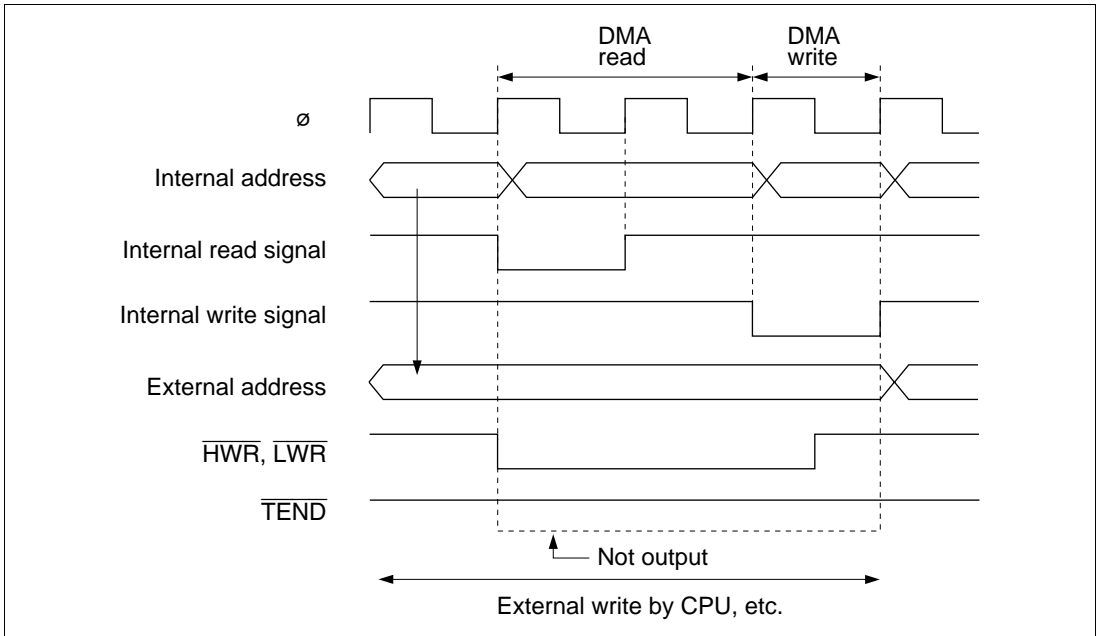 DMA
read
DMA
write
ø
Internal address
Internal read signal
Internal write signal
External address
HWR, LWR
TEND
Not output
External write by CPU, etc.